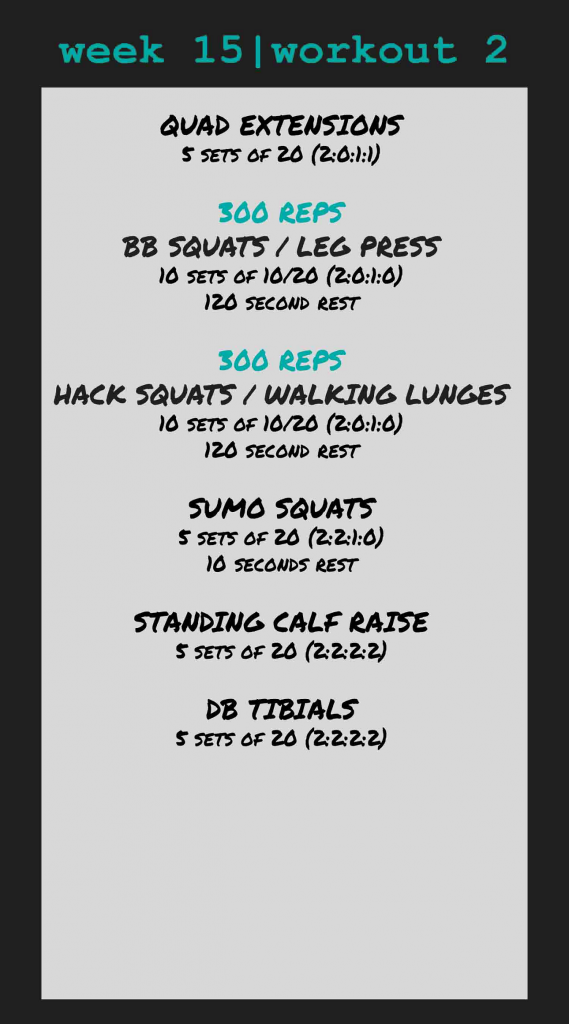 week 15|workout 2
QUAD EXTENSIONS
5 SETS OF 20 (2:0:1:1)
300 REPS
BB SQUATS / LEG PRESS
10 SETS OF 10/20 (2:0:1:0)
120 SECOND REST
300 REPS
HACK SQUATS / WALKING LUNGES
10 SETS OF 10/20 (2:0:1:0)
120 SECOND REST
SUMO SQUATS
5 SETS OF 20 (2:2:1:0)
10 SECONDS REST
STANDING CALF RAISE
5 SETS OF 20 (2:2:2:2)
DB TIBIALS
5 SETS OF 20 (2:2:2:2)